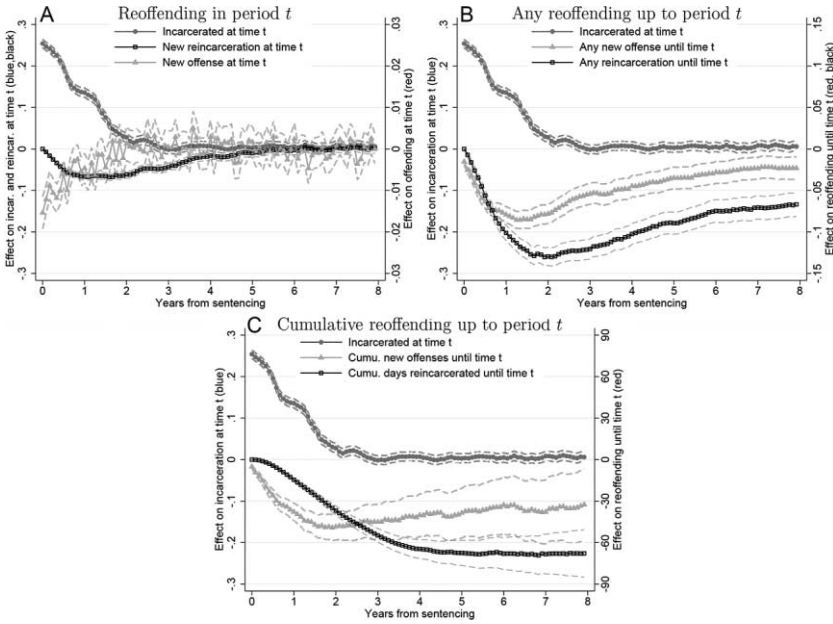 A
Reoffending in period t
Incarcerated at time t
New reincarceration at time t
New offense at time t
Effect on incar. and reincar. at time t (blue,black)
.3
.2
.1
0
-.1
-.2
-.3
Effect on offending at time t (red)
.03
.02
.01
0
-.01
-.02
-.03
0 1 2 3 4 5 6 7 8
Years from sentencing
B
Any reoffending up to period t
Incarcerated at time t
Any new offense until time t
Any reincarceration until time t
Effect on incarceration at time t (blue)
.3
.2
.1
0
-.1
-.2
-.3
Effect on reoffending until time t (red, black)
.15
.1
.05
0
-.05
-.1
-.15
0 1 2 3 4 5 6 7 8
Years from sentencing
C
Cumulative reoffending up to period t
Incarcerated at time t
Cumu. new offenses until time t
Cumu. days reincarcerated until time t
Effect on incarceration at time t (blue)
.3
.2
.1
0
-.1
-.2
-.3
Effect on reoffending until time t (red)
90
60
30
0
-30
-60
-90
0 1 2 3 4 5 6 7 8
Years from sentencing